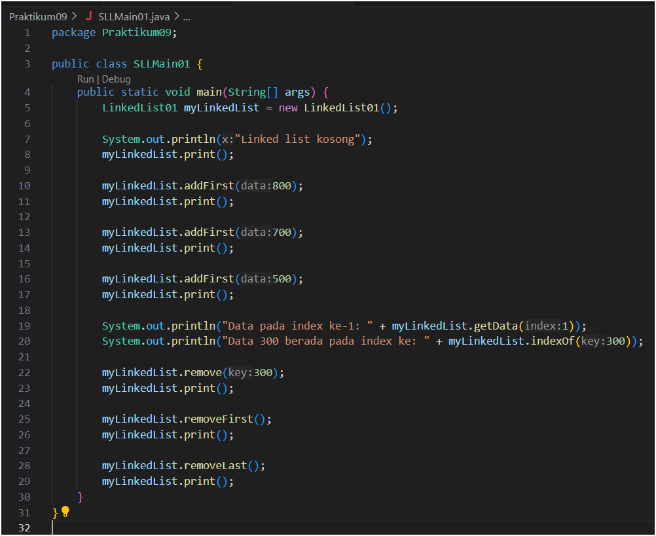 Praktikum09 > J SLLMain01.java > ...
1 package Praktikum09;
2
3 public class SLLMain01 {
Run | Debug
4 public static void main(String[] args) {
5 LinkedList01 myLinkedList = new LinkedList01();
6
7 System.out.println(x:"Linked list kosong");
8 myLinkedList.print();
9
10 myLinkedList.addFirst(data:800);
11 myLinkedList.print();
12
13 myLinkedList.addFirst(data:700);
14 myLinkedList.print();
15
16 myLinkedList.addFirst(data:500);
17 myLinkedList.print();
18
19 System.out.println("Data pada index ke-1: " + myLinkedList.getData(index:1));
20 System.out.println("Data 300 berada pada index ke: " + myLinkedList.indexOf(key:300));
21
22 myLinkedList.remove(key:300);
23 myLinkedList.print();
24
25 myLinkedList.removeFirst();
26 myLinkedList.print();
27
28 myLinkedList.removeLast();
29 myLinkedList.print();
30 }
31 }
32